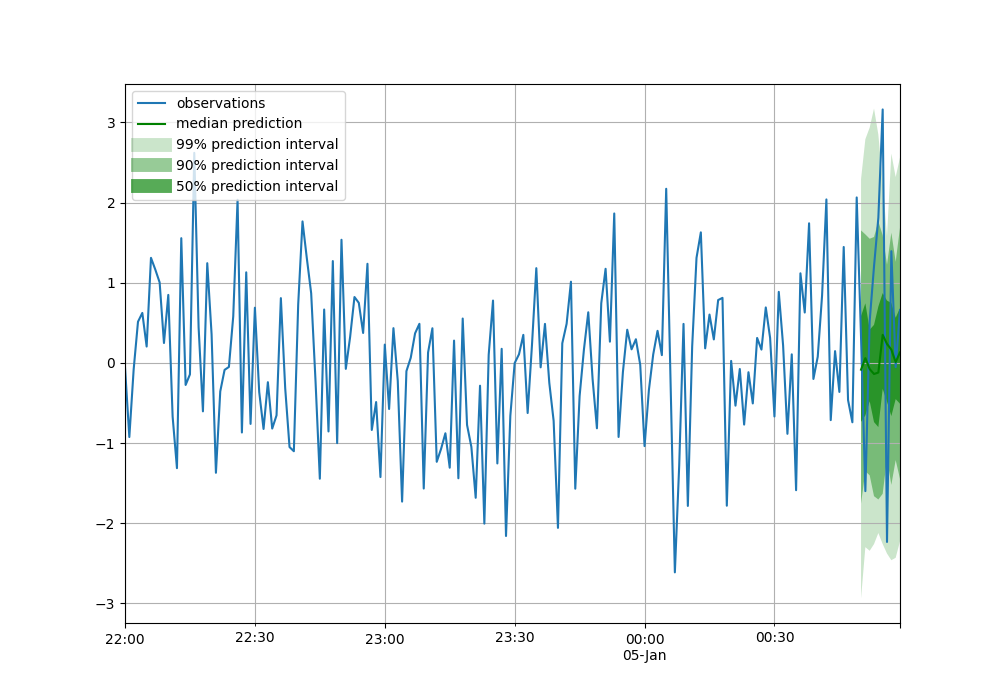 observations
median prediction
99% prediction interval
90% prediction interval
50% prediction interval
3
2
1
0
−1
−2
−3
22:00 22:30 23:00 23:30 00:00 00:30
05-Jan